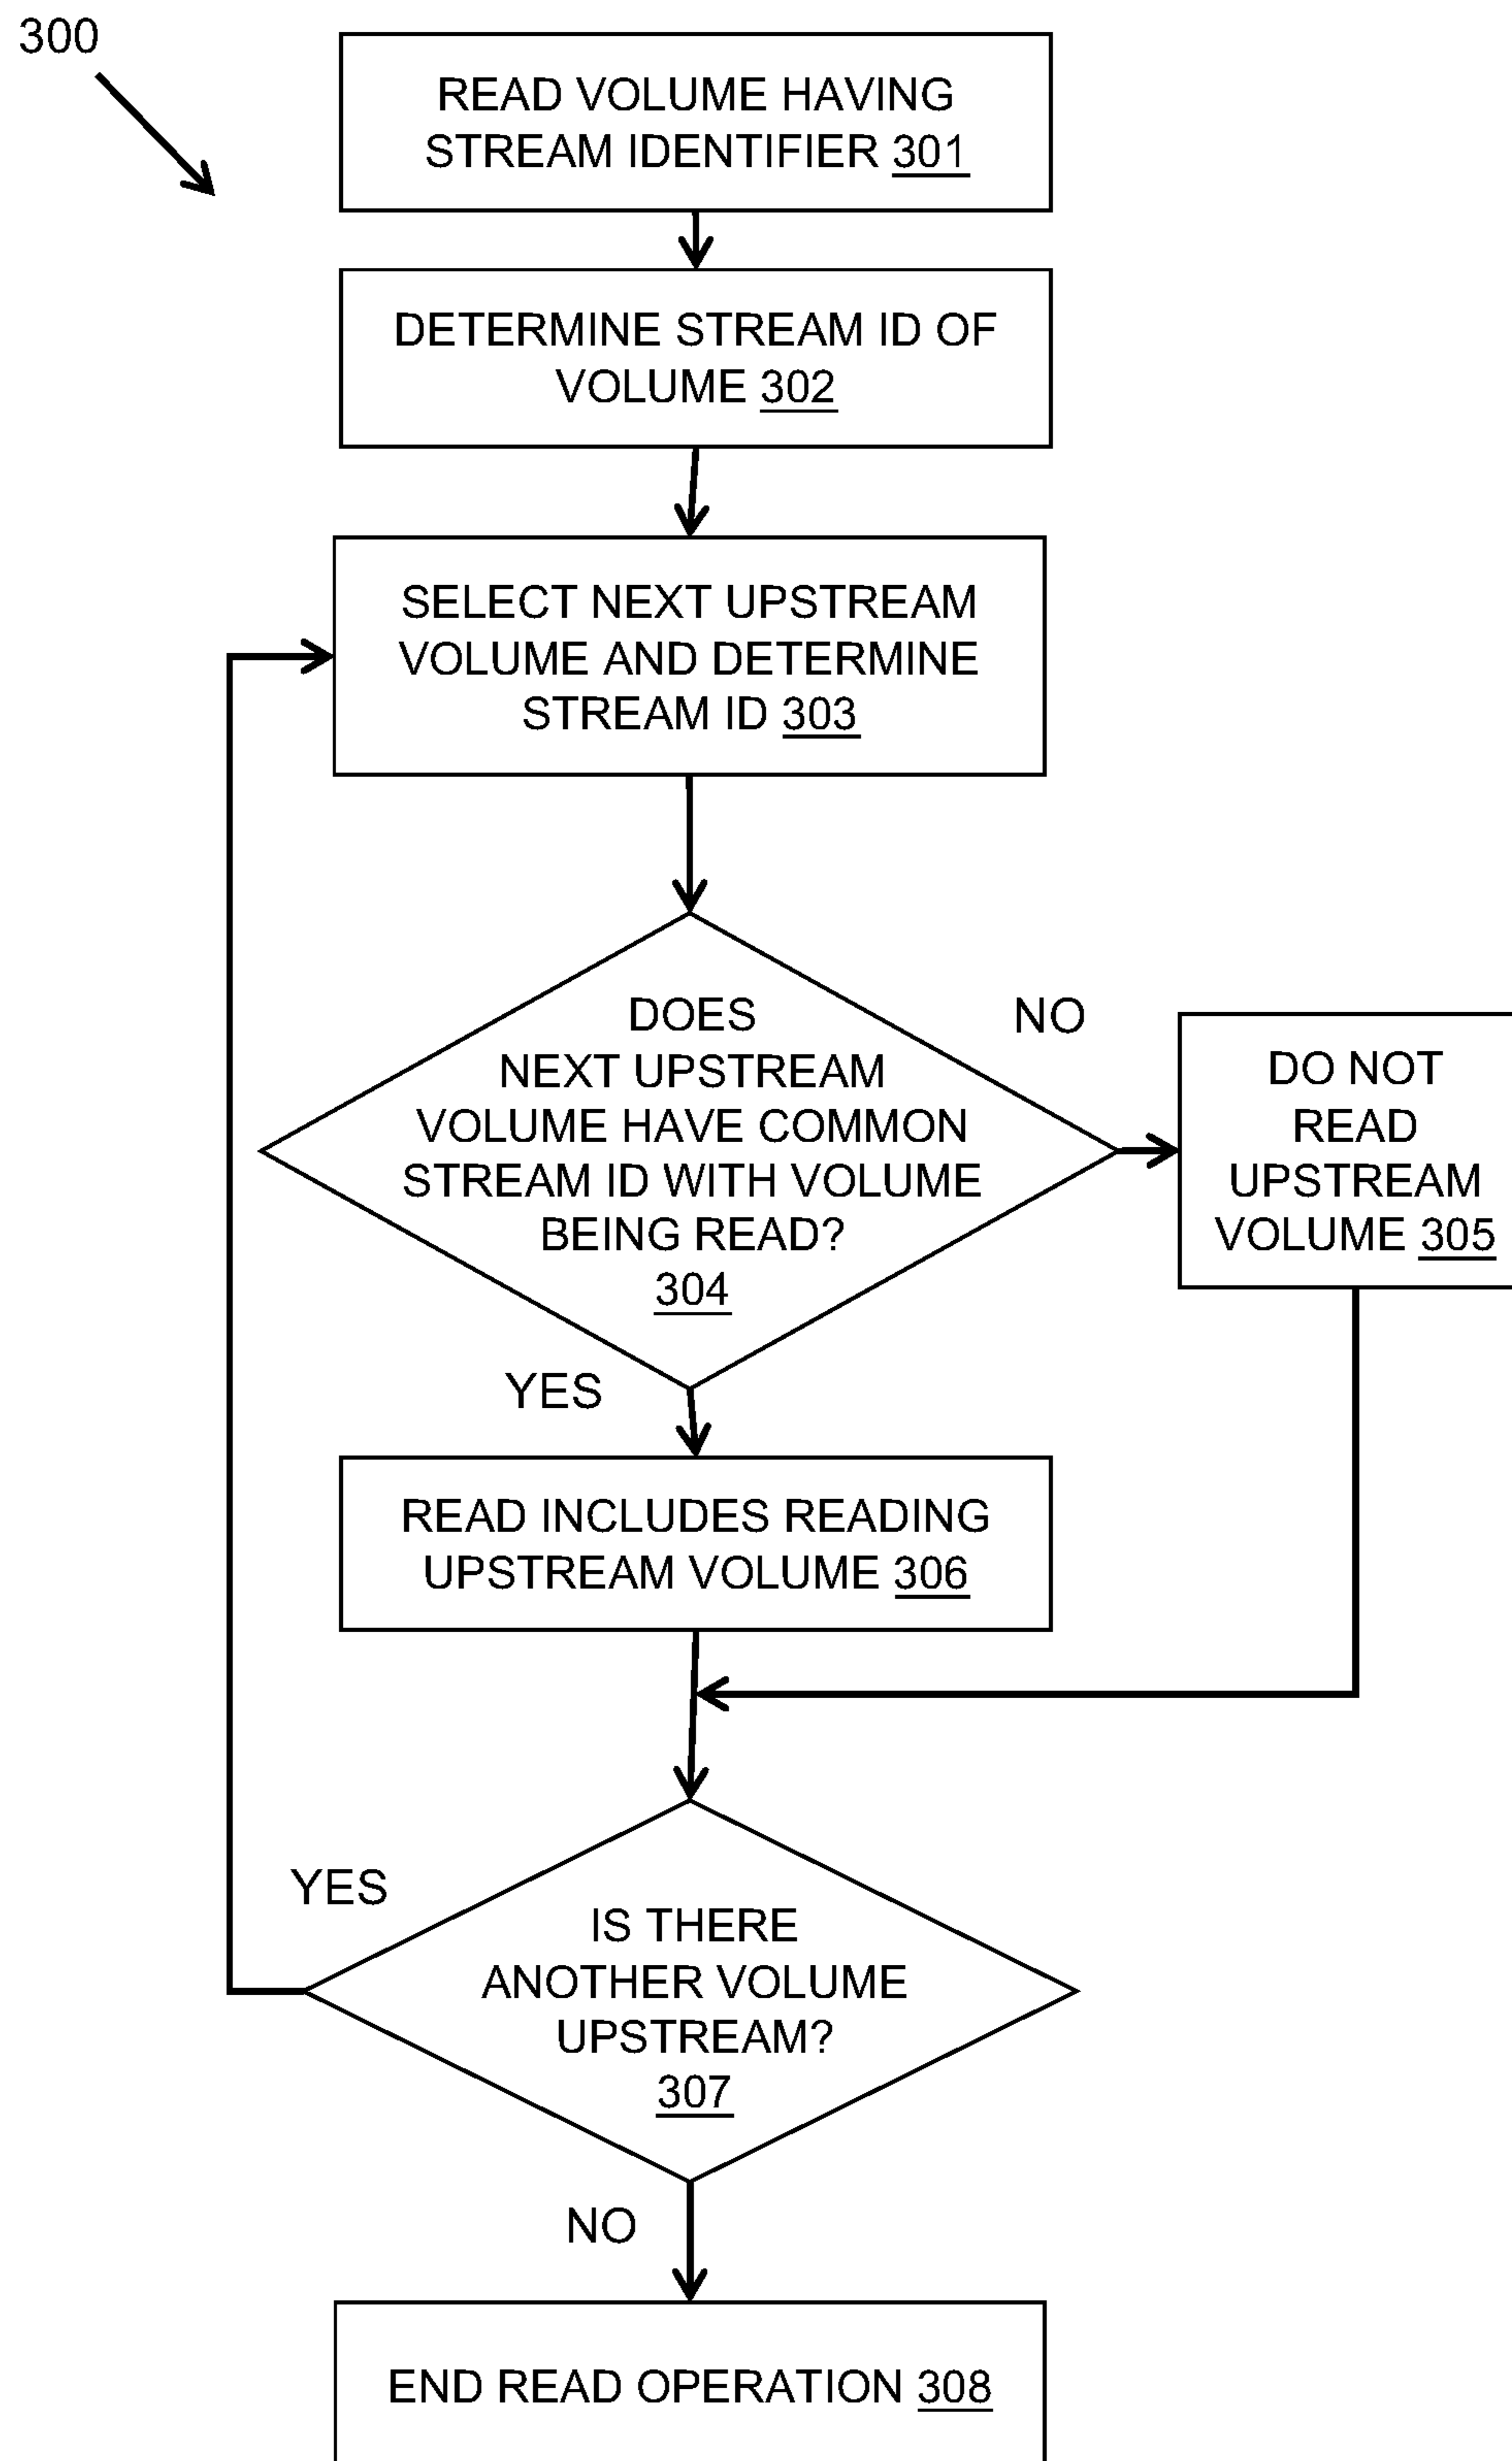 300
READ VOLUME HAVING
STREAM IDENTIFIER 301
DETERMINE STREAM ID OF
VOLUME 302
SELECT NEXT UPSTREAM
VOLUME AND DETERMINE
STREAM ID 303
DOES
NEXT UPSTREAM
VOLUME HAVE COMMON
STREAM ID WITH VOLUME
BEING READ?
304
NO
DO NOT
READ
UPSTREAM
VOLUME 305
YES
READ INCLUDES READING
UPSTREAM VOLUME 306
YES
IS THERE
ANOTHER VOLUME
UPSTREAM?
307
NO
END READ OPERATION 308